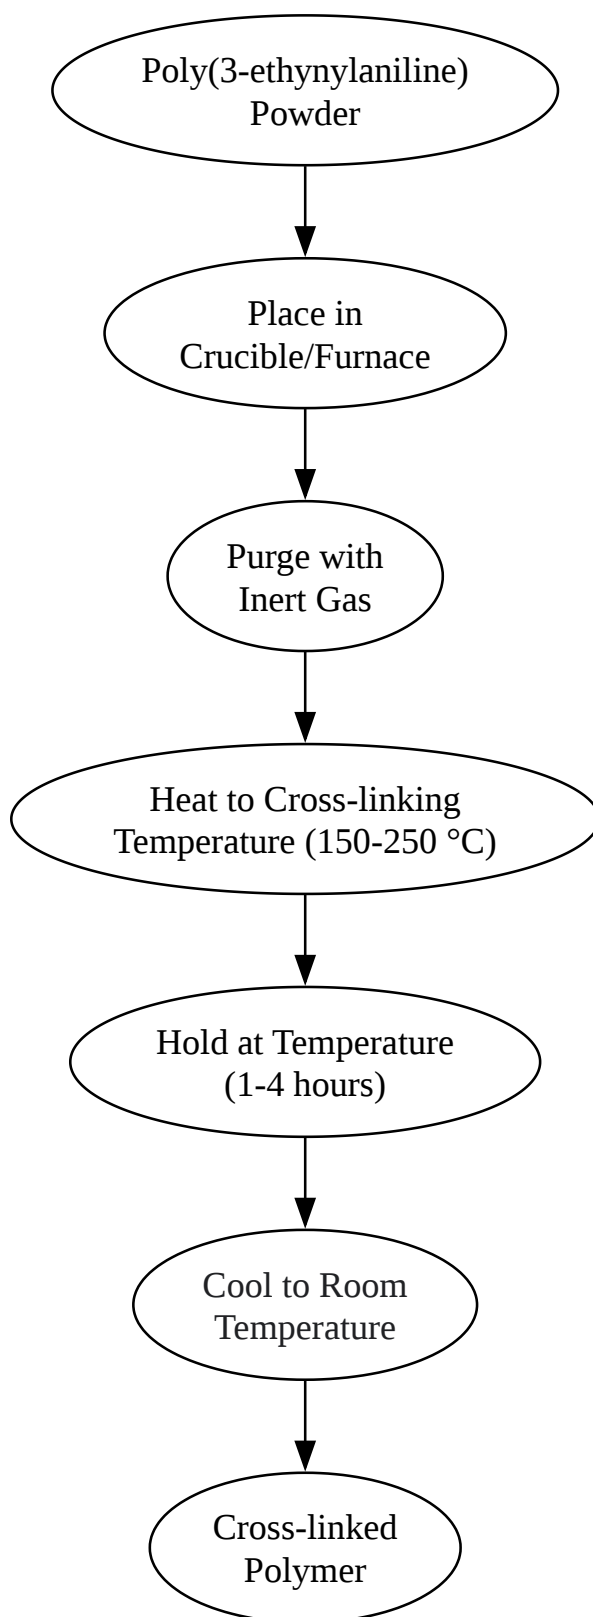 Poly(3-ethynylaniline)
Powder
Place in
Crucible/Furnace
Purge with
Inert Gas
Heat to Cross-linking
Temperature (150-250 °C)
Hold at Temperature
(1-4 hours)
Cool to Room
Temperature
Cross-linked
Polymer